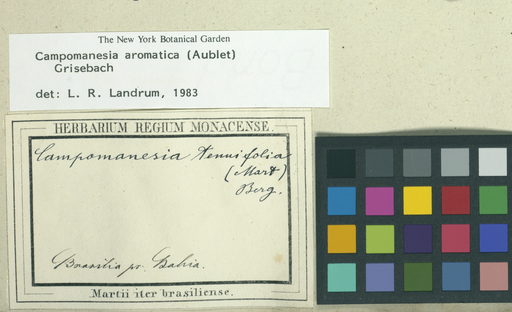 The New York Botanical Garden
Campomanesia aromatica (Aublet)
Grisebach
det: L. R. Landrum, 1983
HERBARIUM REGIUM MONACENSE.
Campomanesia tenuifolia
(Mart)
Berg.
Brasilia pr. Bahia.
Martii iter brasiliense.